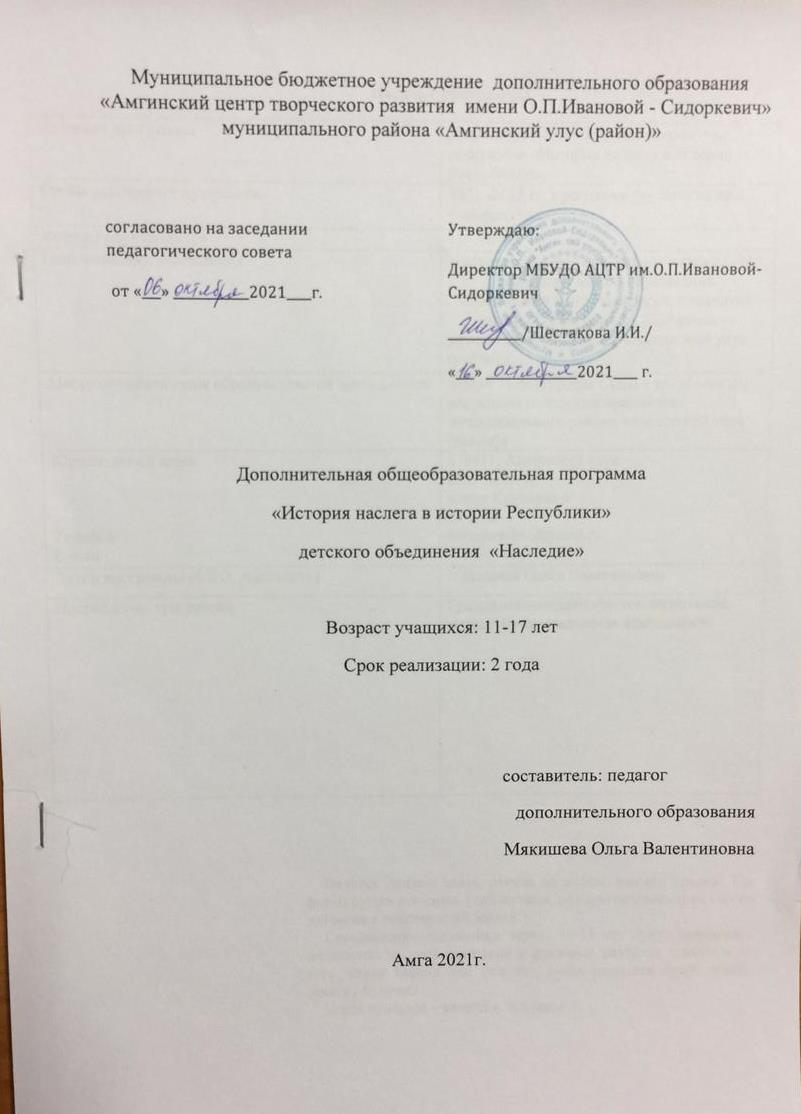 Муниципальное бюджетное учреждение дополнительного образования
«Амгинский центр творческого развития имени О.П.Ивановой - Сидоркевич»
муниципального района «Амгинский улус (район)»
согласовано на заседании
педагогического совета
от «06» октября 2021___г.
Утверждаю:
Директор МБУДО АЦТР им.О.П.Ивановой-
Сидоркевич
_________/Шестакова И.И./
«16» октября 2021___ г.
Дополнительная общеобразовательная программа
«История наслега в истории Республики»
детского объединения «Наследие»
Возраст учащихся: 11-17 лет
Срок реализации: 2 года
составитель: педагог
дополнительного образования
Мякишева Ольга Валентиновна
Амга 2021г.